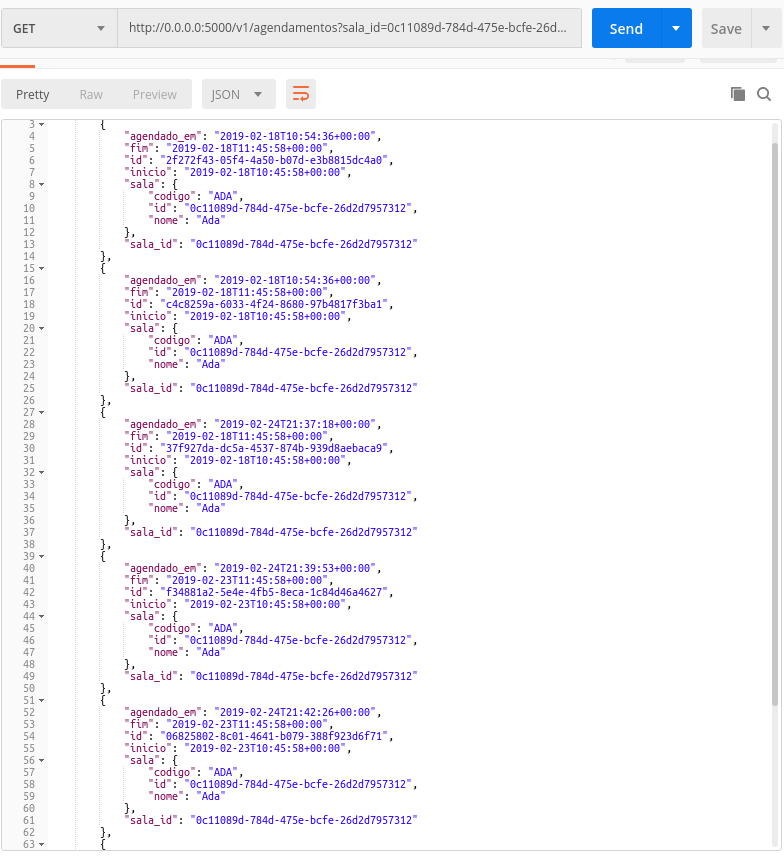 GET http://0.0.0.0:5000/v1/agendamentos?sala_id=0c11089d-784d-475e-bcfe-26d... Send Save
Pretty Raw Preview JSON
3 {
4 "agendado_em": "2019-02-18T10:54:36+00:00",
5 "fim": "2019-02-18T11:45:58+00:00",
6 "id": "2f272f43-05f4-4a50-b07d-e3b8815dc4a0",
7 "inicio": "2019-02-18T10:45:58+00:00",
8 "sala": {
9 "codigo": "ADA",
10 "id": "0c11089d-784d-475e-bcfe-26d2d7957312",
11 "nome": "Ada"
12 },
13 "sala_id": "0c11089d-784d-475e-bcfe-26d2d7957312"
14 },
15 {
16 "agendado_em": "2019-02-18T10:54:36+00:00",
17 "fim": "2019-02-18T11:45:58+00:00",
18 "id": "c4c8259a-6033-4f24-8680-97b4817f3ba1",
19 "inicio": "2019-02-18T10:45:58+00:00",
20 "sala": {
21 "codigo": "ADA",
22 "id": "0c11089d-784d-475e-bcfe-26d2d7957312",
23 "nome": "Ada"
24 },
25 "sala_id": "0c11089d-784d-475e-bcfe-26d2d7957312"
26 },
27 {
28 "agendado_em": "2019-02-24T21:37:18+00:00",
29 "fim": "2019-02-18T11:45:58+00:00",
30 "id": "37f927da-dc5a-4537-874b-939d8aebaca9",
31 "inicio": "2019-02-18T10:45:58+00:00",
32 "sala": {
33 "codigo": "ADA",
34 "id": "0c11089d-784d-475e-bcfe-26d2d7957312",
35 "nome": "Ada"
36 },
37 "sala_id": "0c11089d-784d-475e-bcfe-26d2d7957312"
38 },
39 {
40 "agendado_em": "2019-02-24T21:39:53+00:00",
41 "fim": "2019-02-23T11:45:58+00:00",
42 "id": "f34881a2-5e4e-4fb5-8eca-1c84d46a4627",
43 "inicio": "2019-02-23T10:45:58+00:00",
44 "sala": {
45 "codigo": "ADA",
46 "id": "0c11089d-784d-475e-bcfe-26d2d7957312",
47 "nome": "Ada"
48 },
49 "sala_id": "0c11089d-784d-475e-bcfe-26d2d7957312"
50 },
51 {
52 "agendado_em": "2019-02-24T21:42:26+00:00",
53 "fim": "2019-02-23T11:45:58+00:00",
54 "id": "06825802-8c01-4641-b079-388f923d6f71",
55 "inicio": "2019-02-23T10:45:58+00:00",
56 "sala": {
57 "codigo": "ADA",
58 "id": "0c11089d-784d-475e-bcfe-26d2d7957312",
59 "nome": "Ada"
60 },
61 "sala_id": "0c11089d-784d-475e-bcfe-26d2d7957312"
62 },
63 {